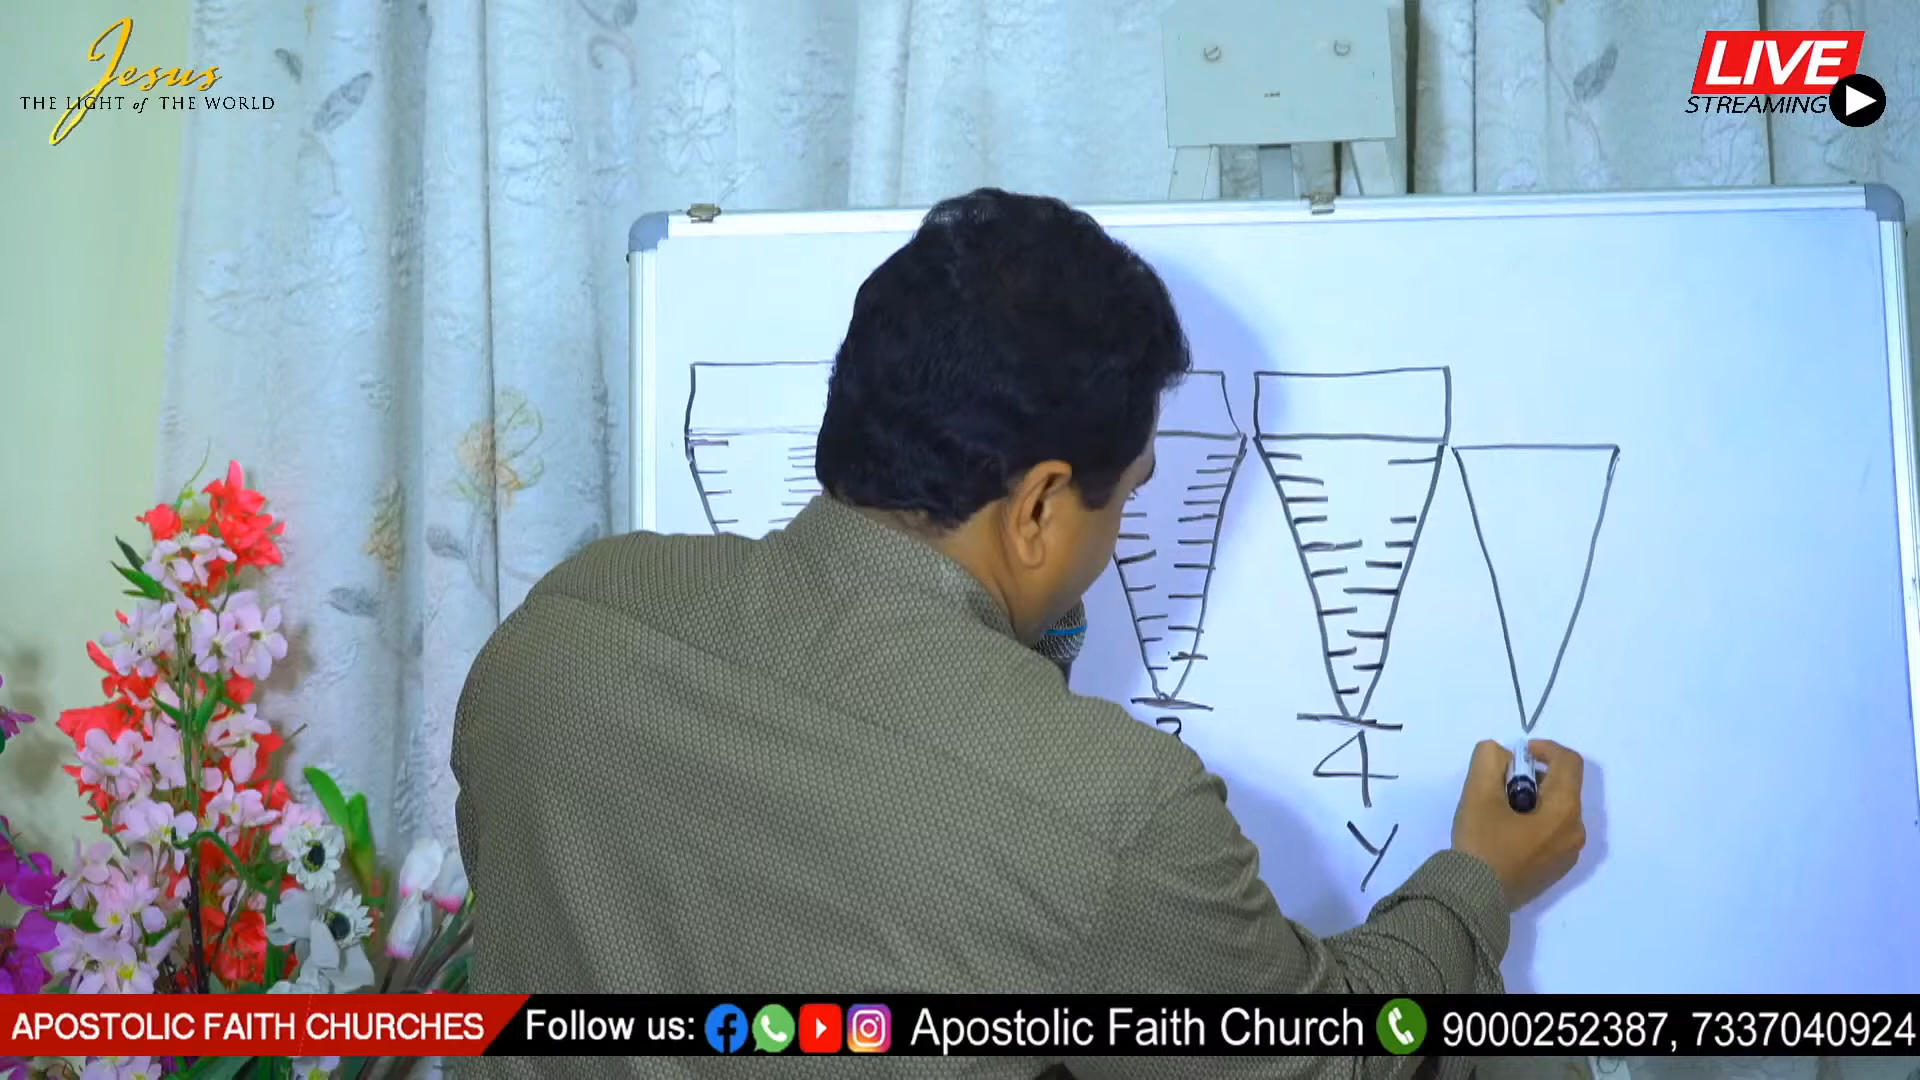 Jesus
THE LIGHT of THE WORLD
LIVE
STREAMING
4
y
APOSTOLIC FAITH CHURCHES
Follow us:
Apostolic Faith Church
9000252387, 7337040924